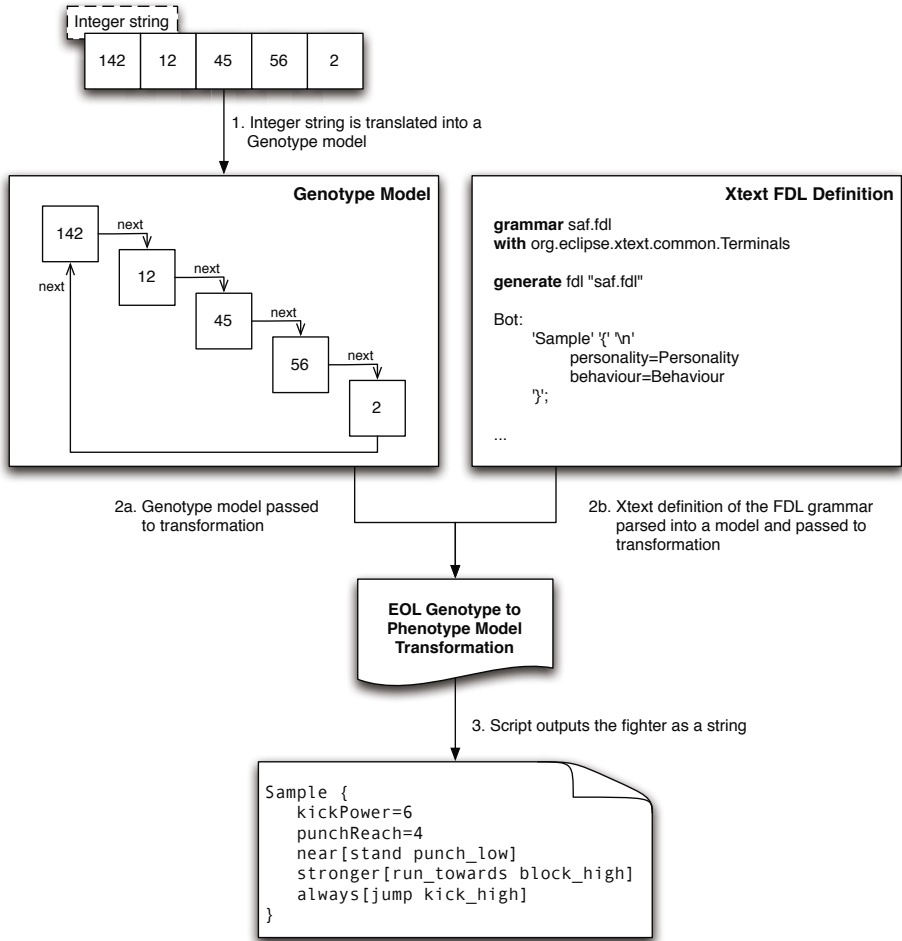 Integer string
142 12 45 56 2
1. Integer string is translated into a
Genotype model
Genotype Model
142
next
12
next
next
45
next
56
next
2
Xtext FDL Definition
grammar saf.fdl
with org.eclipse.xtext.common.Terminals
generate fdl "saf.fdl"
Bot:
'Sample' '{' '\n'
personality=Personality
behaviour=Behaviour
'}';
...
2a. Genotype model passed
to transformation
2b. Xtext definition of the FDL grammar
parsed into a model and passed to
transformation
EOL Genotype to
Phenotype Model
Transformation
3. Script outputs the fighter as a string
Sample {
kickPower=6
punchReach=4
near[stand punch_low]
stronger[run_towards block_high]
always[jump kick_high]
}